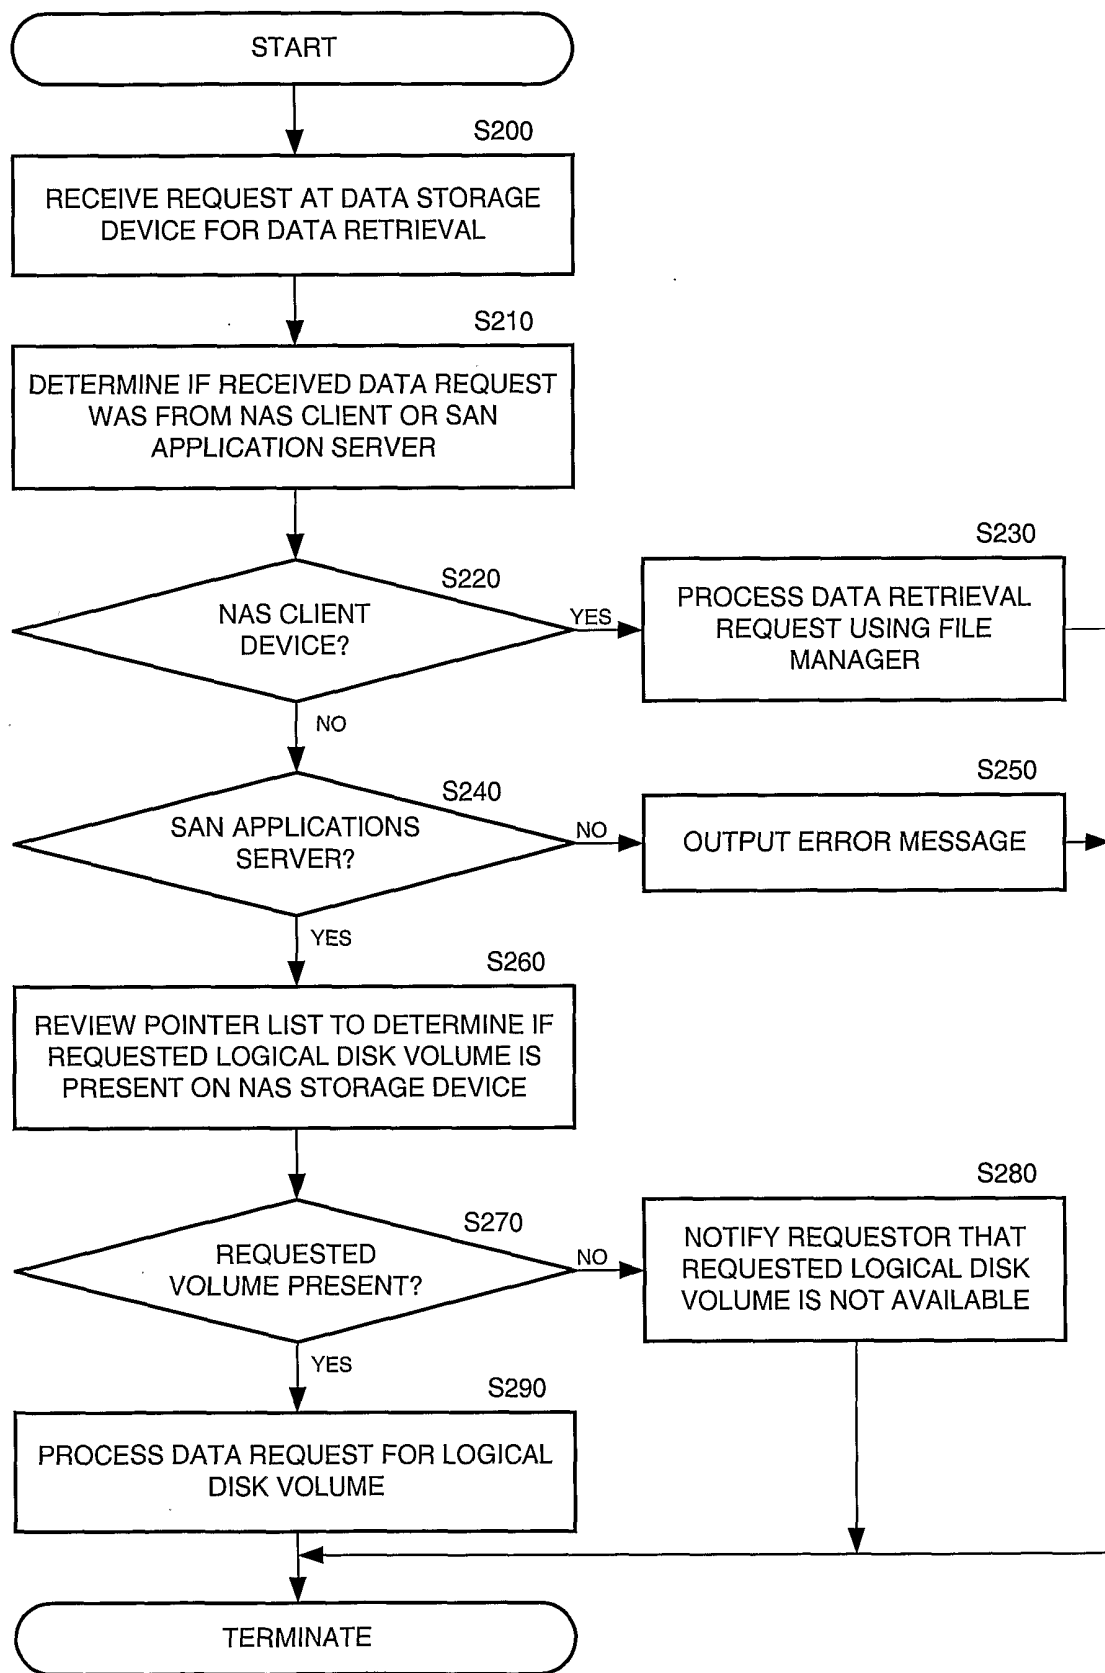 START
S200
RECEIVE REQUEST AT DATA STORAGE
DEVICE FOR DATA RETRIEVAL
S210
DETERMINE IF RECEIVED DATA REQUEST
WAS FROM NAS CLIENT OR SAN
APPLICATION SERVER
S220
NAS CLIENT
DEVICE?
YES
NO
S230
PROCESS DATA RETRIEVAL
REQUEST USING FILE
MANAGER
S240
SAN APPLICATIONS
SERVER?
NO
YES
S250
OUTPUT ERROR MESSAGE
S260
REVIEW POINTER LIST TO DETERMINE IF
REQUESTED LOGICAL DISK VOLUME IS
PRESENT ON NAS STORAGE DEVICE
S270
REQUESTED
VOLUME PRESENT?
NO
YES
S280
NOTIFY REQUESTOR THAT
REQUESTED LOGICAL DISK
VOLUME IS NOT AVAILABLE
S290
PROCESS DATA REQUEST FOR LOGICAL
DISK VOLUME
TERMINATE